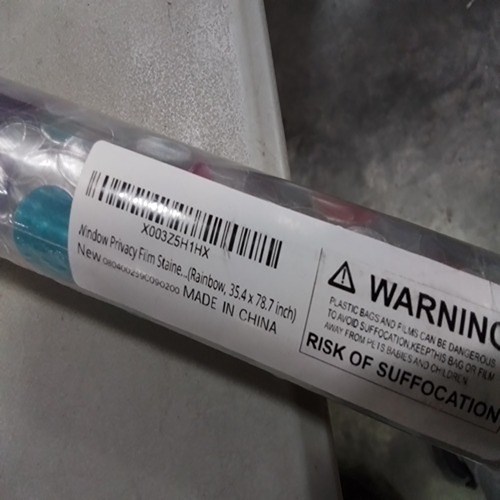 X003Z5H1HX
Window Privacy Film Staine...(Rainbow, 35.4 x 78.7 inch)
New
MADE IN CHINA
WARNING
PLASTIC BAGS AND FILMS CAN BE DANGEROUS
TO AVOID SUFFOCATION,KEEP THIS BAG OR FILM
AWAY FROM PETS BABIES AND CHILDREN
RISK OF SUFFOCATION